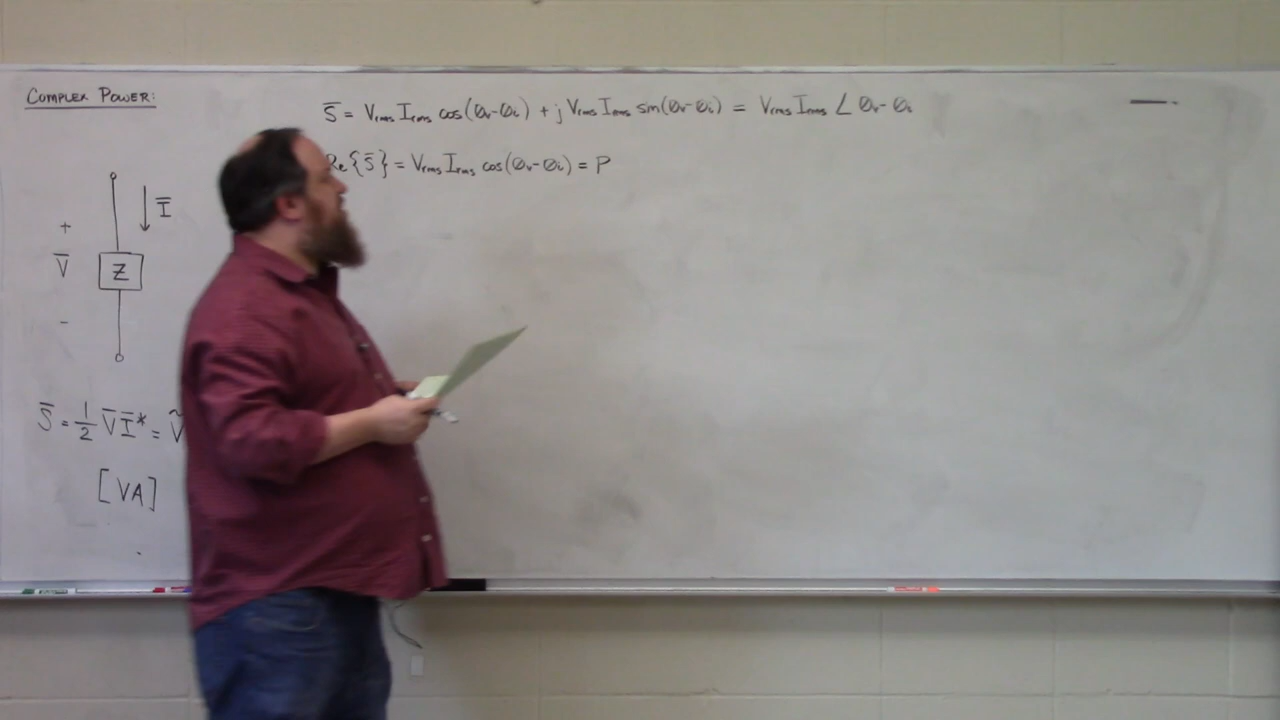 COMPLEX POWER:
S̅ = Vrms Irms cos(θv-θi) + j Vrms Irms sin(θv-θi) = Vrms Irms ∠ θv-θi
Re{S̅} = Vrms Irms cos(θv-θi) = P
I̅
+
V̅
Z
-
S̅ = 1/2 V̅I̅* = Ṽ
[VA]